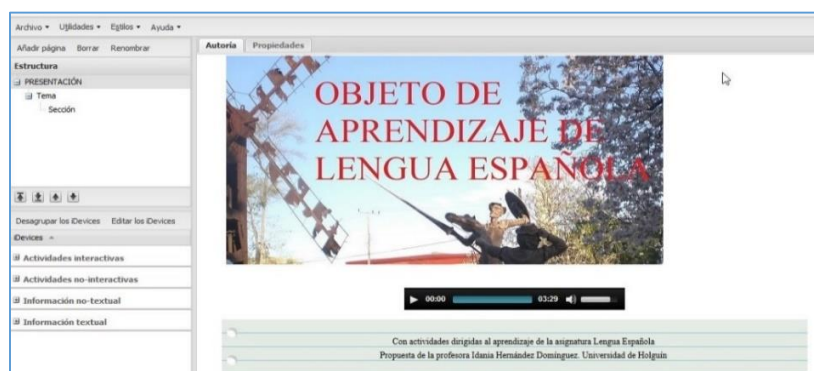 Archivo Utilidades Estilos Ayuda
Añadir página Borrar Renombrar
Estructura
PRESENTACIÓN
Tema
Sección
Desagrupar los iDevices Editar los iDevices
iDevices
Actividades interactivas
Actividades no-interactivas
Información no-textual
Información textual
Autoría Propiedades
OBJETO DE
APRENDIZAJE DE
LENGUA ESPAÑOLA
00:00 03:29
Con actividades dirigidas al aprendizaje de la asignatura Lengua Española
Propuesta de la profesora Idania Hernández Domínguez. Universidad de Holguín